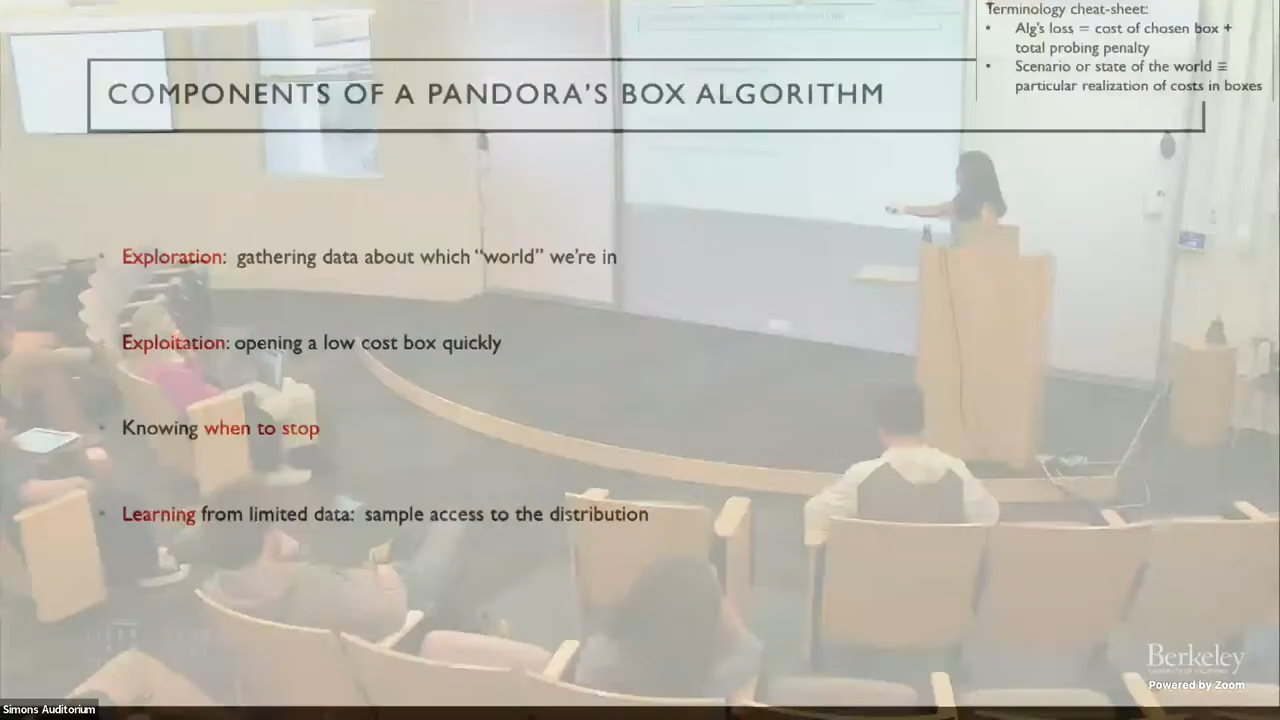 Terminology cheat-sheet:
• Alg's loss = cost of chosen box +
total probing penalty
• Scenario or state of the world ≡
particular realization of costs in boxes
COMPONENTS OF A PANDORA'S BOX ALGORITHM
• Exploration: gathering data about which "world" we're in
• Exploitation: opening a low cost box quickly
• Knowing when to stop
• Learning from limited data: sample access to the distribution
Berkeley
Powered by Zoom
Simons Auditorium